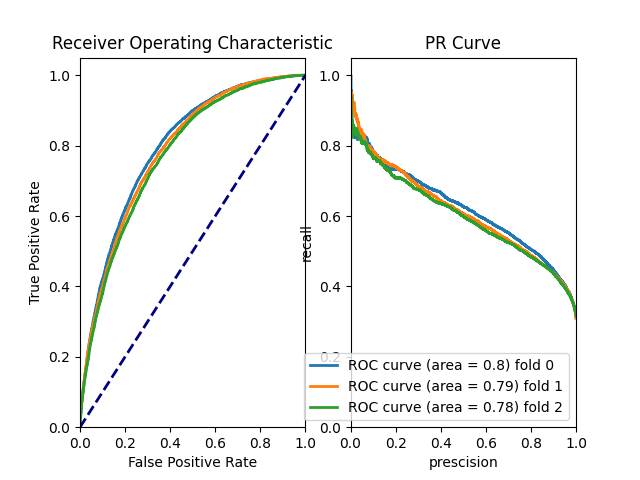 Receiver Operating Characteristic
PR Curve
True Positive Rate
1.0
0.8
0.6
0.4
0.2
0.0
0.0 0.2 0.4 0.6 0.8 1.0
False Positive Rate
recall
1.0
0.8
0.6
0.4
0.2
0.0
ROC curve (area = 0.8) fold 0
ROC curve (area = 0.79) fold 1
ROC curve (area = 0.78) fold 2
0.0 0.2 0.4 0.6 0.8 1.0
prescision